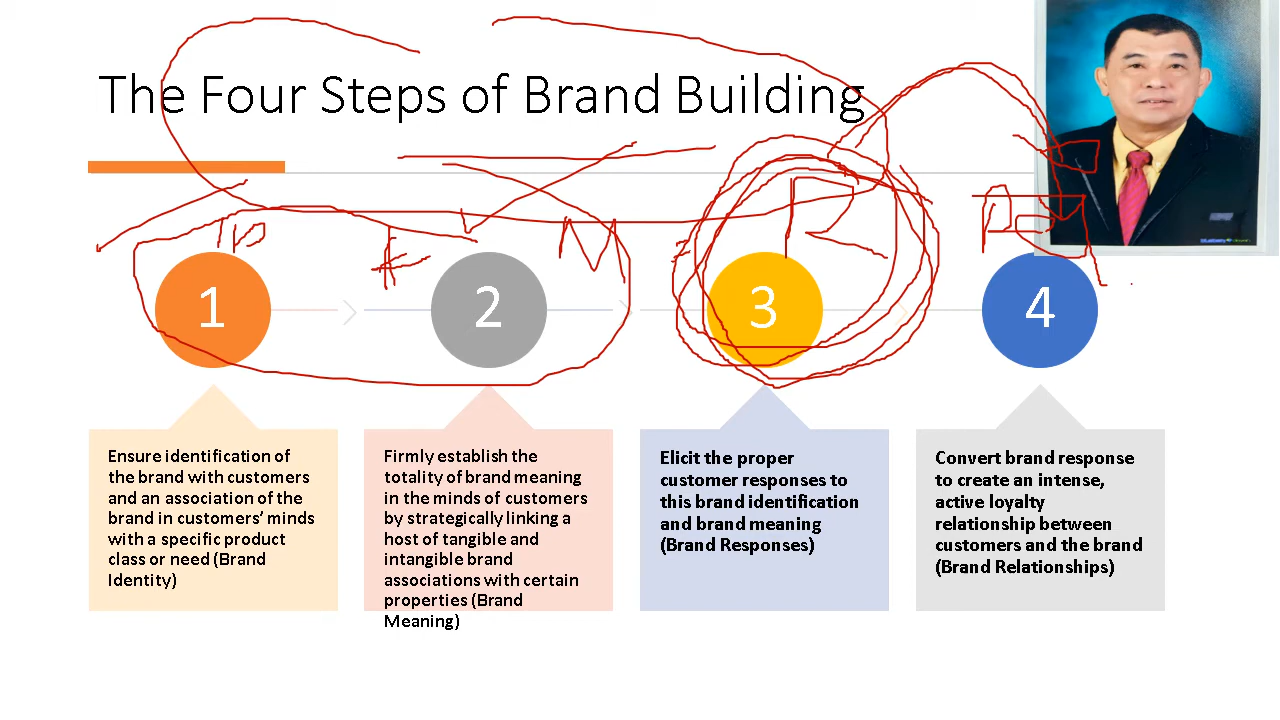 The Four Steps of Brand Building
ID
+
M
R
R
1
2
3
4
Ensure identification of
the brand with customers
and an association of the
brand in customers' minds
with a specific product
class or need (Brand
Identity)
Firmly establish the
totality of brand meaning
in the minds of customers
by strategically linking a
host of tangible and
intangible brand
associations with certain
properties (Brand
Meaning)
Elicit the proper
customer responses to
this brand identification
and brand meaning
(Brand Responses)
Convert brand response
to create an intense,
active loyalty
relationship between
customers and the brand
(Brand Relationships)